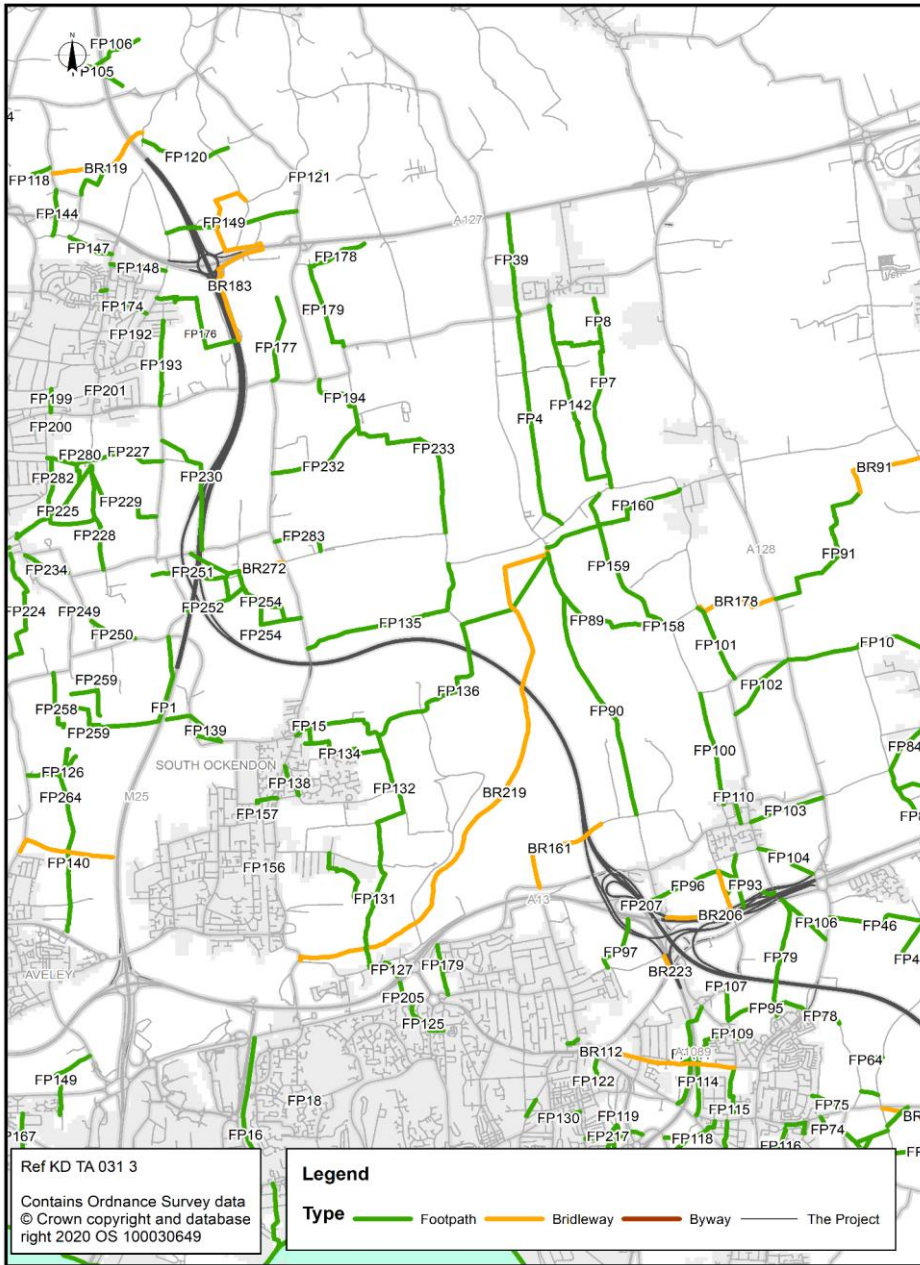 N
FP106
P105
4
BR119
FP120
FP118
FP121
FP144
FP149
A127
FP147
FP148
FP178
FP39
BR183
FP174
FP179
FP192
FP176
FP8
FP193
FP177
FP7
FP199
FP201
FP194
FP4
FP142
FP200
FP233
FP280
FP227
FP232
FP282
FP230
BR91
FP225
FP229
FP160
FP228
FP283
A128
FP234
FP251
BR272
FP159
FP91
FP224
FP249
FP252
FP254
BR178
FP250
FP254
FP135
FP89
FP158
FP101
FP10
FP259
FP136
FP102
FP258
FP1
FP90
FP259
FP139
FP15
FP100
FP84
FP134
SOUTH OCKENDON
FP126
FP138
FP132
BR219
FP264
M25
FP157
FP110
FP103
FP8
BR161
FP140
FP156
FP104
FP131
FP96
FP93
A13
FP207
BR206
FP106
FP46
FP97
FP79
FP4
AVELEY
FP127
FP179
BR223
FP107
FP205
FP95
FP78
FP125
FP109
BR112
A1089
FP64
FP149
FP122
FP114
FP18
FP115
FP75
BR
FP130
FP119
P167
FP16
FP217
FP118
FP74
FP116
FP
Ref KD TA 031 3
Contains Ordnance Survey data
© Crown copyright and database
right 2020 OS 100030649
Legend
Type Footpath Bridleway Byway The Project